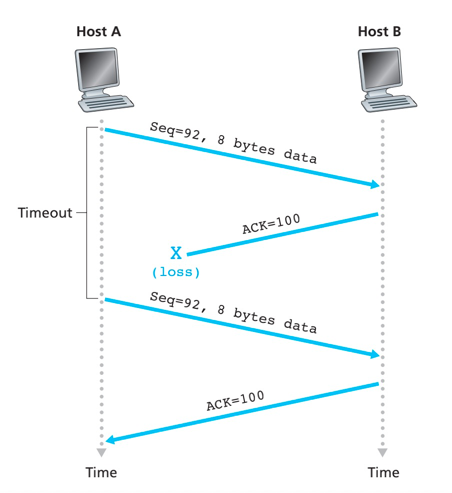 Host A
Host B
Seq=92, 8 bytes data
Timeout
ACK=100
X
(loss)
Seq=92, 8 bytes data
ACK=100
Time
Time